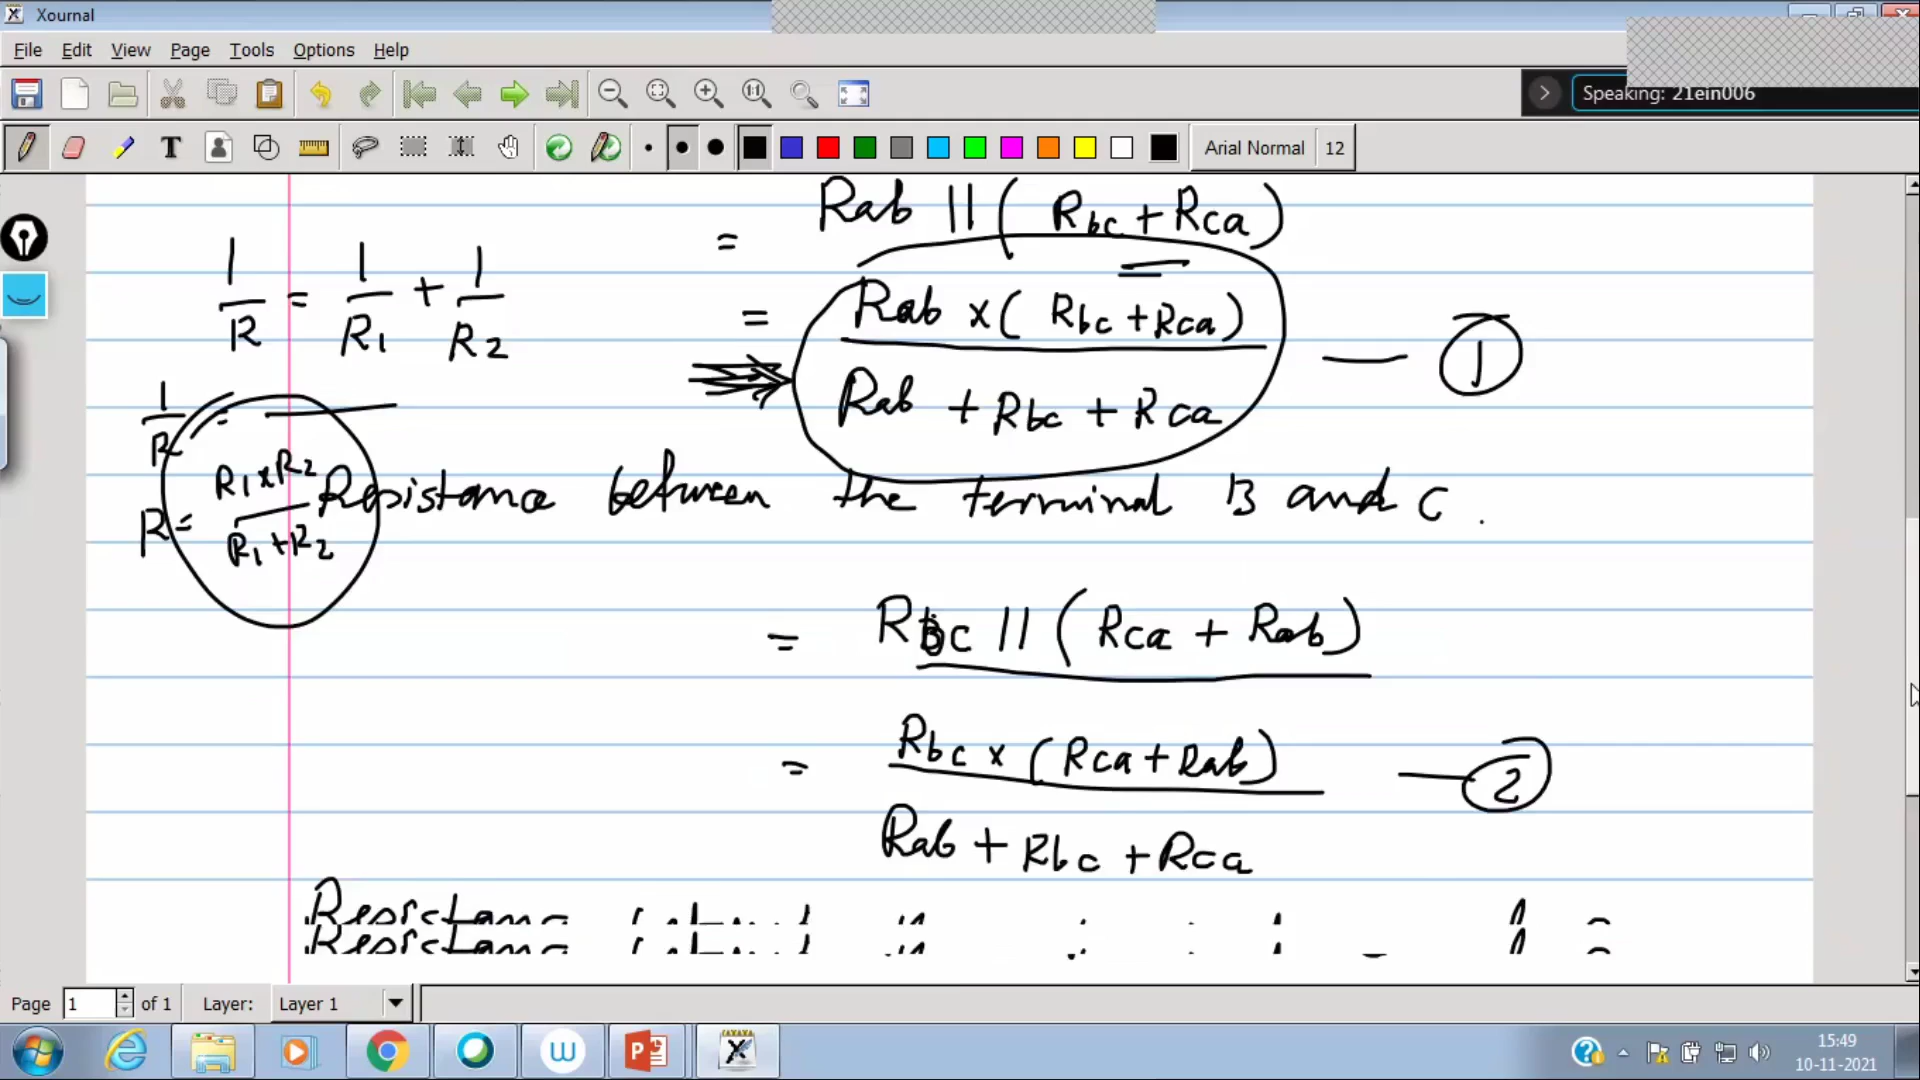 Xournal
File Edit View Page Tools Options Help
Speaking: 21ein006
T Arial Normal 12
= Rab || ( Rbc + Rca )
1/R = 1/R1 + 1/R2
= Rab x ( Rbc + Rca ) / Rab + Rbc + Rca — 1
1/R =
R = R1 x R2 / R1 + R2
Resistance between the terminal B and C .
= Rbc || ( Rca + Rab )
= Rbc x ( Rca + Rab ) / Rab + Rbc + Rca — 2
Page 1 of 1 Layer: Layer 1
15:49
10-11-2021